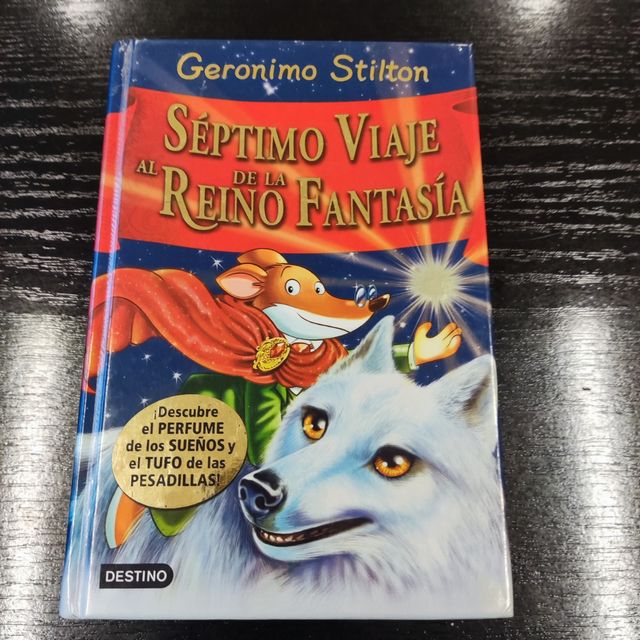 Geronimo Stilton
SÉPTIMO VIAJE
AL REINO DE LA FANTASÍA
¡Descubre
el PERFUME
de los SUEÑOS y
el TUFO de las
PESADILLAS!
DESTINO